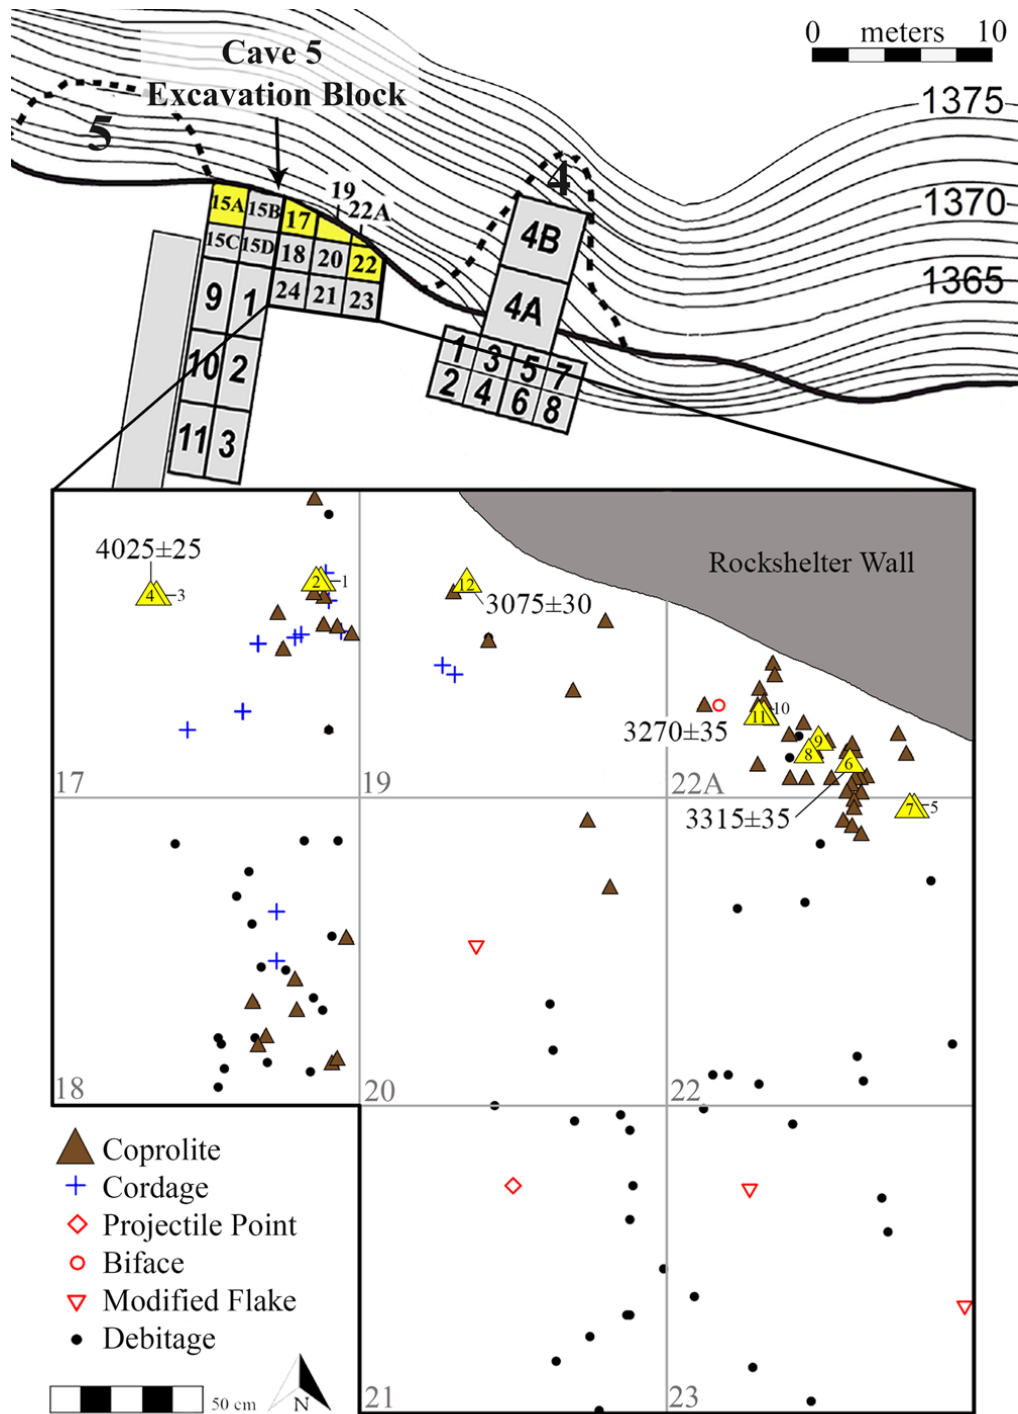 0 meters 10
Cave 5
Excavation Block
1375
1370
1365
5
4
19
22A
15A 15B 17
15C 15D 18 20 22
24 21 23
9 1
10 2
11 3
4B
4A
1 3 5 7
2 4 6 8
Rockshelter Wall
4025±25
4 3
2 1
12
3075±30
10
11
3270±35
9
8
6
7 5
3315±35
17 19 22A
18 20 22
21 23
Coprolite
Cordage
Projectile Point
Biface
Modified Flake
Debitage
50 cm
N